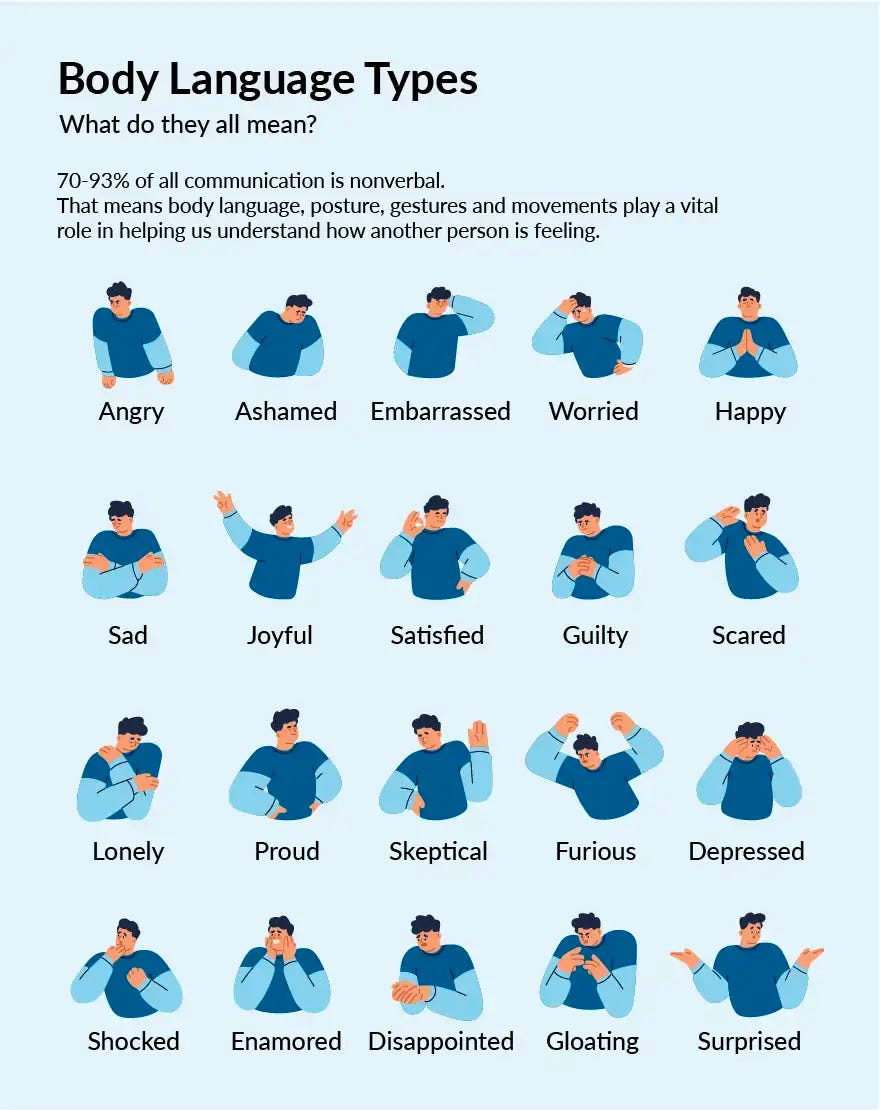 Body Language Types
What do they all mean?
70-93% of all communication is nonverbal.
That means body language, posture, gestures and movements play a vital
role in helping us understand how another person is feeling.
Angry
Ashamed
Embarrassed
Worried
Happy
Sad
Joyful
Satisfied
Guilty
Scared
Lonely
Proud
Skeptical
Furious
Depressed
Shocked
Enamored
Disappointed
Gloating
Surprised